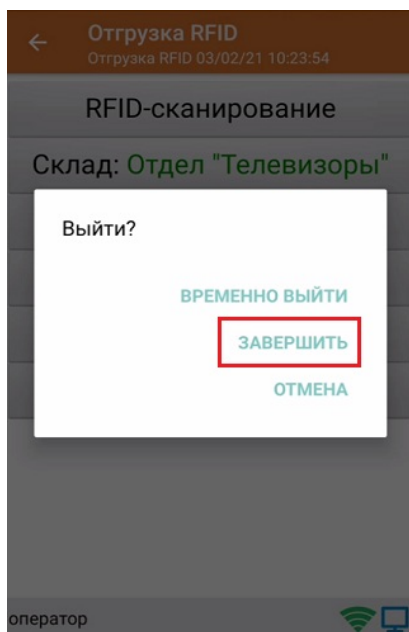 Отгрузка RFID
Отгрузка RFID 03/02/21 10:23:54
RFID-сканирование
Склад: Отдел "Телевизоры"
Выйти?
ВРЕМЕННО ВЫЙТИ
ЗАВЕРШИТЬ
ОТМЕНА
оператор